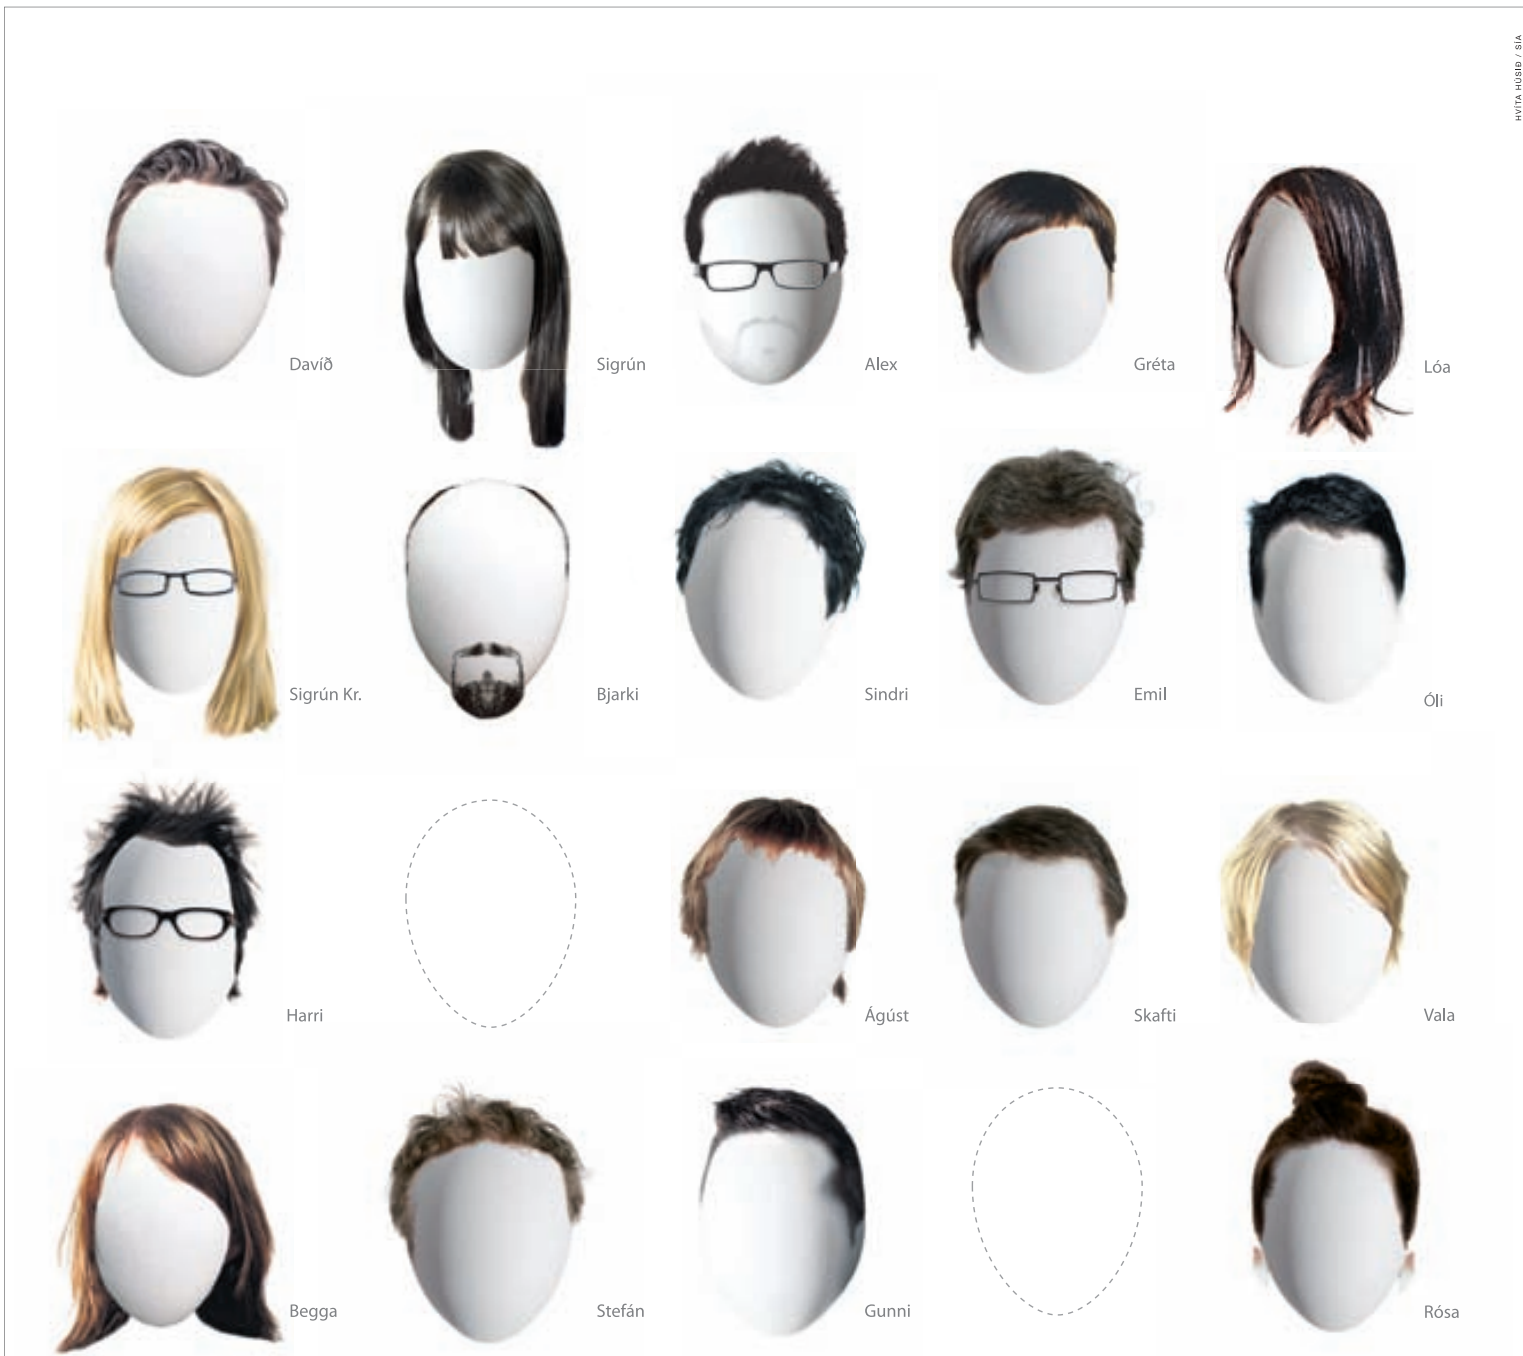 HVÍTA HÚSIÐ / SÍA
Davíð
Sigrún
Alex
Gréta
Lóa
Sigrún Kr.
Bjarki
Sindri
Emil
Óli
Harri
Ágúst
Skafti
Vala
Begga
Stefán
Gunni
Rósa